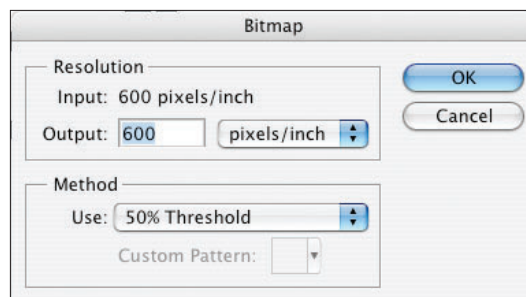 Bitmap
Resolution
Input: 600 pixels/inch
Output: 600 pixels/inch
OK
Cancel
Method
Use: 50% Threshold
Custom Pattern: